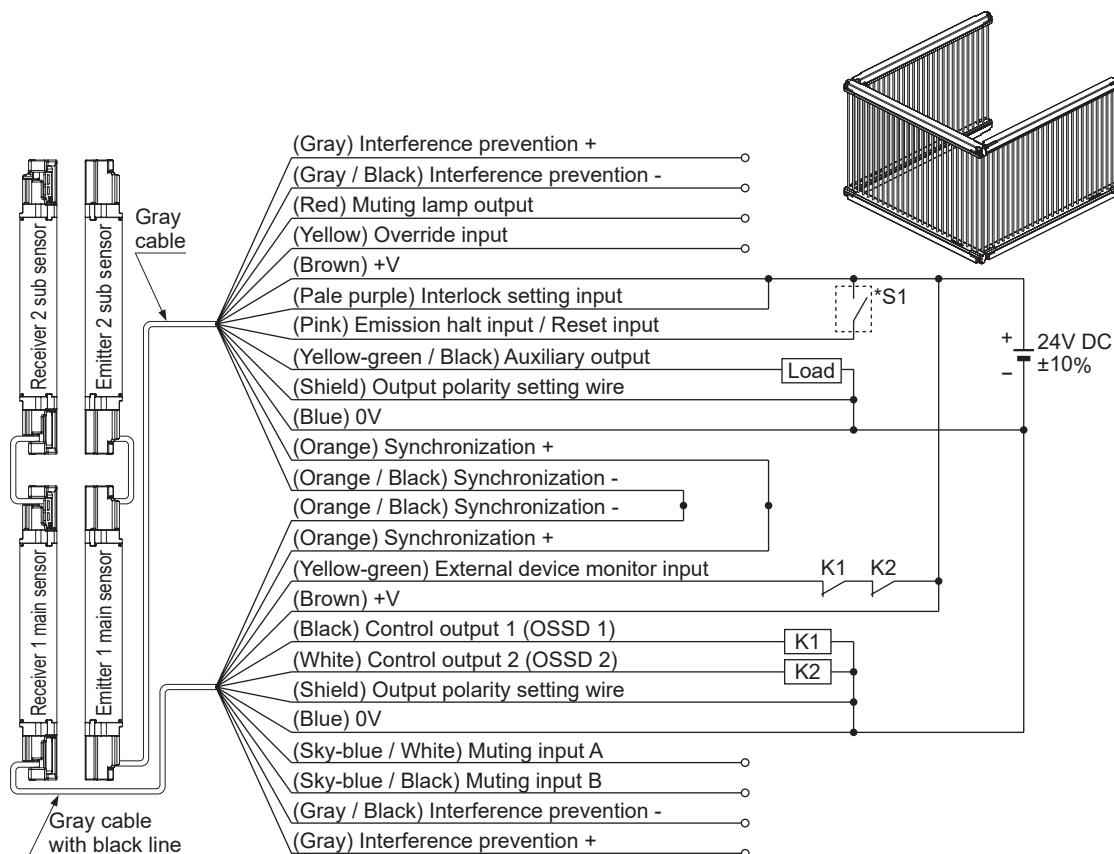 (Gray) Interference prevention +
(Gray / Black) Interference prevention -
(Red) Muting lamp output
(Yellow) Override input
(Brown) +V
(Pale purple) Interlock setting input
(Pink) Emission halt input / Reset input
(Yellow-green / Black) Auxiliary output
(Shield) Output polarity setting wire
(Blue) 0V
(Orange) Synchronization +
(Orange / Black) Synchronization -
(Orange / Black) Synchronization -
(Orange) Synchronization +
(Yellow-green) External device monitor input
(Brown) +V
(Black) Control output 1 (OSSD 1)
(White) Control output 2 (OSSD 2)
(Shield) Output polarity setting wire
(Blue) 0V
(Sky-blue / White) Muting input A
(Sky-blue / Black) Muting input B
(Gray / Black) Interference prevention -
(Gray) Interference prevention +
Gray
cable
Receiver 2 sub sensor
Emitter 2 sub sensor
Receiver 1 main sensor
Emitter 1 main sensor
Gray cable
with black line
*S1
Load
+
24V DC
±10%
−
K1
K2
K1
K2